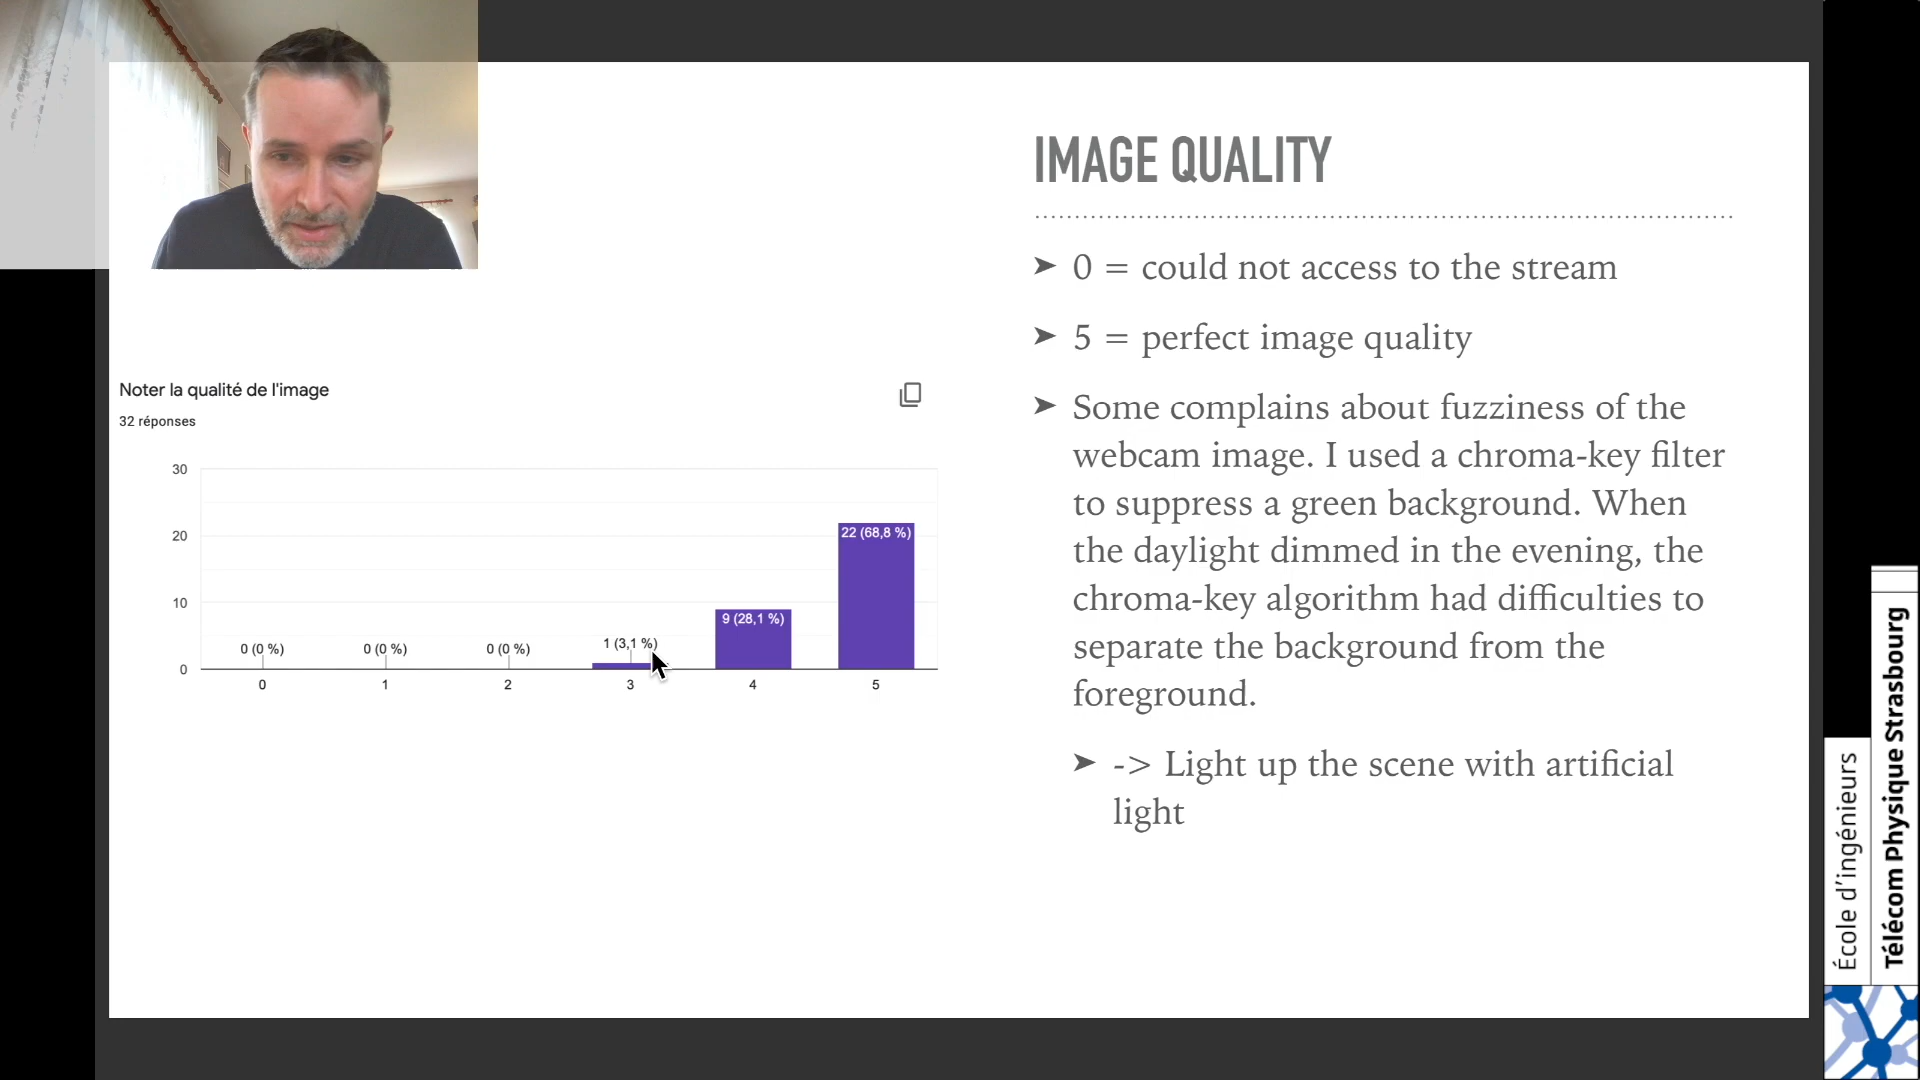 IMAGE QUALITY
➤ 0 = could not access to the stream
➤ 5 = perfect image quality
➤ Some complains about fuzziness of the
webcam image. I used a chroma-key filter
to suppress a green background. When
the daylight dimmed in the evening, the
chroma-key algorithm had difficulties to
separate the background from the
foreground.
➤ -> Light up the scene with artificial
light
Noter la qualité de l'image
32 réponses
30
20
10
0
0 (0 %)
0 (0 %)
0 (0 %)
1 (3,1 %)
9 (28,1 %)
22 (68,8 %)
0 1 2 3 4 5
École d'ingénieurs
Télécom Physique Strasbourg